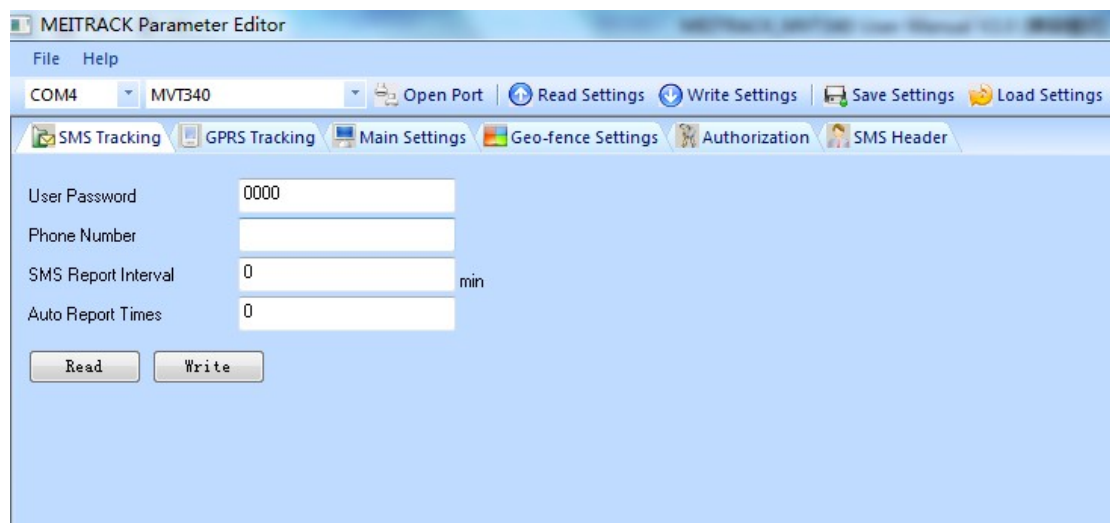 MEITRACK Parameter Editor
File Help
COM4 MVT340 Open Port Read Settings Write Settings Save Settings Load Settings
SMS Tracking GPRS Tracking Main Settings Geo-fence Settings Authorization SMS Header
User Password 0000
Phone Number
SMS Report Interval 0 min
Auto Report Times 0
Read Write